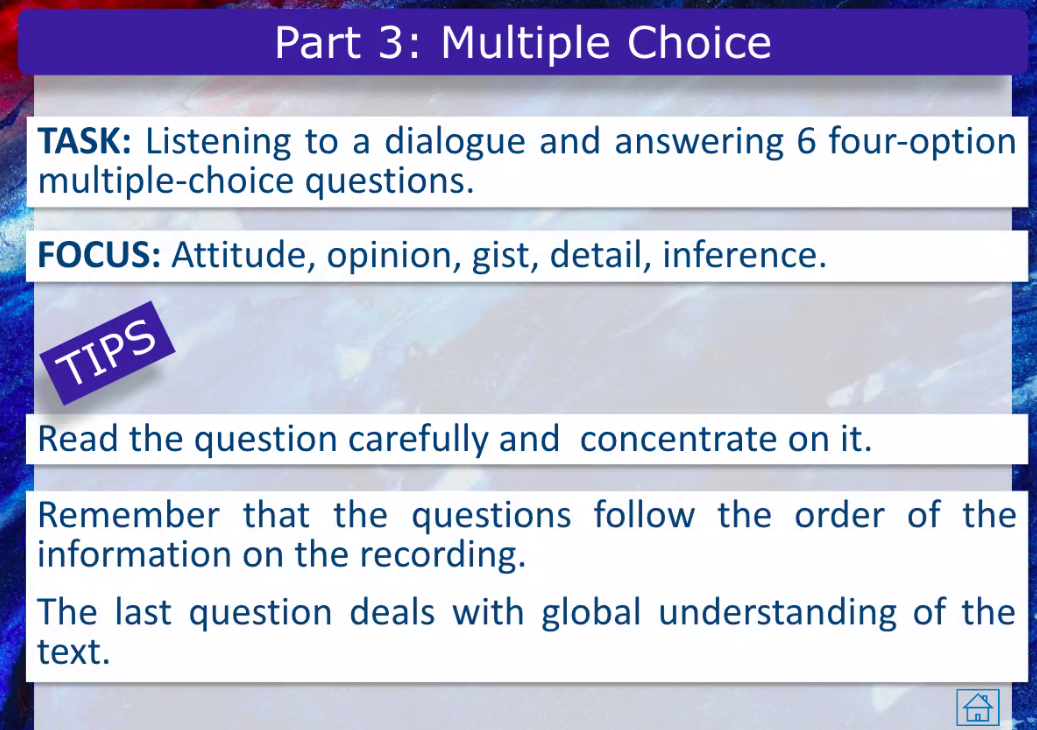 Part 3: Multiple Choice
TASK: Listening to a dialogue and answering 6 four-option
multiple-choice questions.
FOCUS: Attitude, opinion, gist, detail, inference.
TIPS
Read the question carefully and  concentrate on it.
Remember that the questions follow the order of the
information on the recording.
The last question deals with global understanding of the
text.